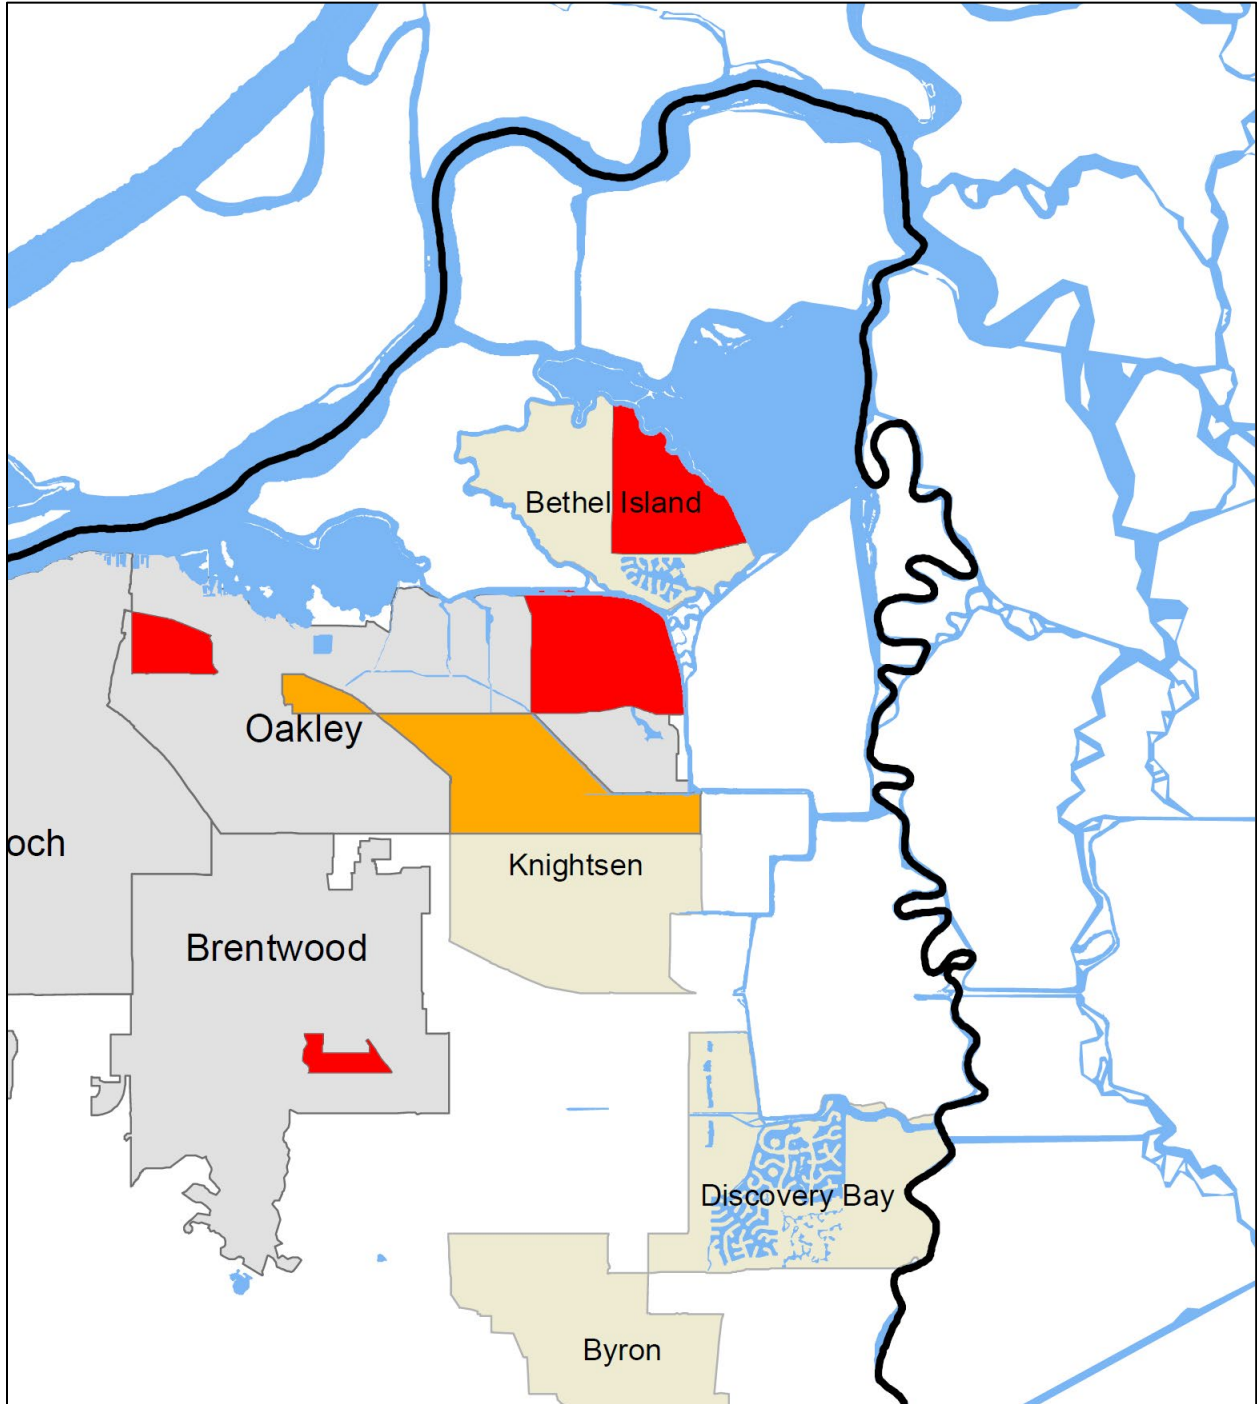 Bethel Island
Oakley
och
Knightsen
Brentwood
Discovery Bay
Byron